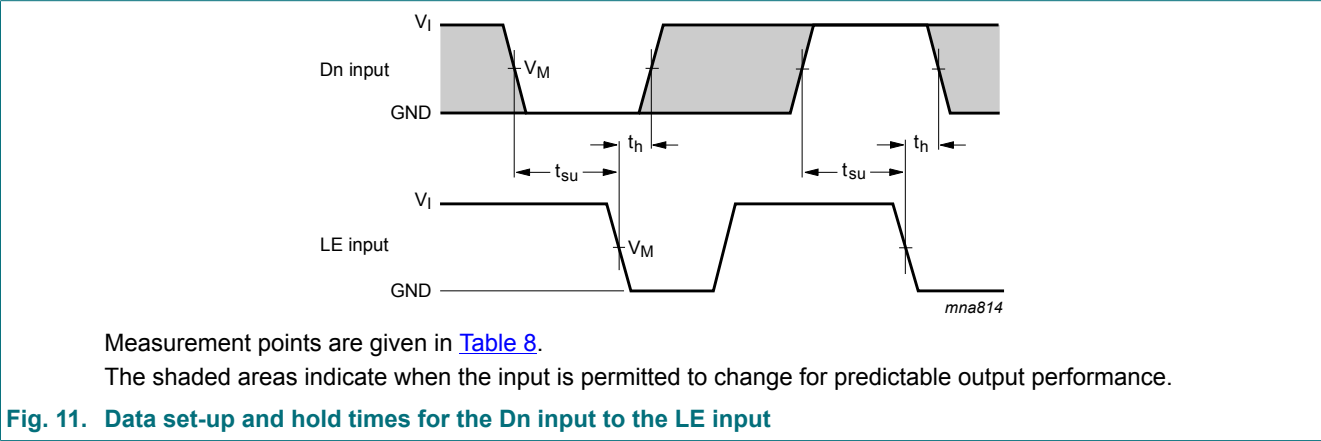 VI
Dn input
VM
GND
th
th
tsu
tsu
VI
LE input
VM
GND
mna814
Measurement points are given in Table 8.
The shaded areas indicate when the input is permitted to change for predictable output performance.
Fig. 11. Data set-up and hold times for the Dn input to the LE input